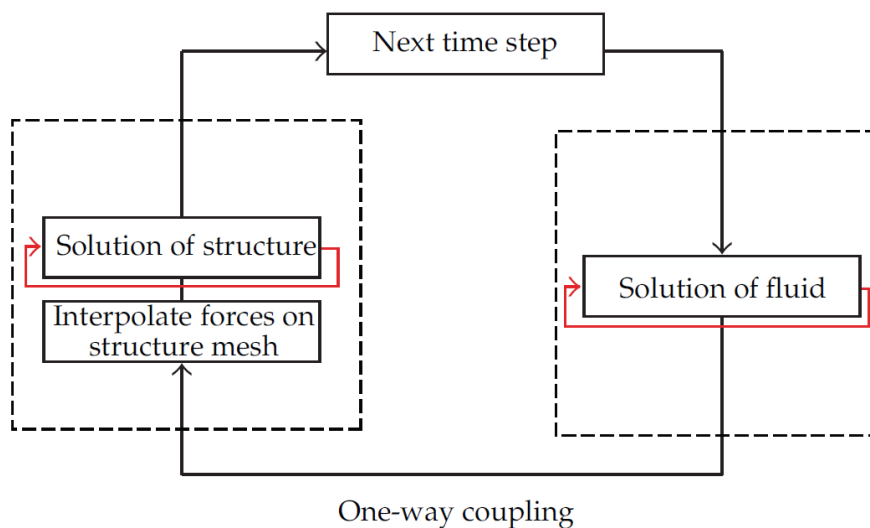 Next time step
Solution of structure
Interpolate forces on
structure mesh
Solution of fluid
One-way coupling